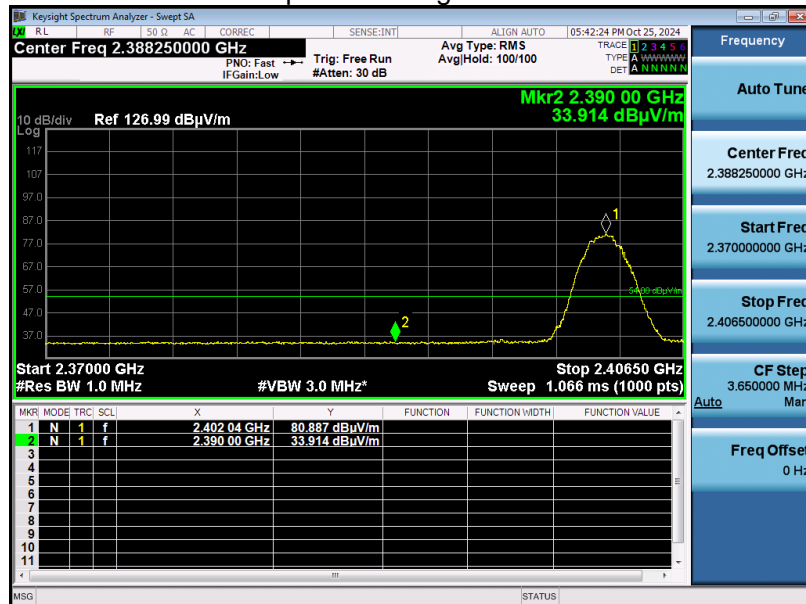 Keysight Spectrum Analyzer - Swept SA
LXI RL RF 50 Ω AC CORREC SENSE:INT ALIGN AUTO 05:42:24 PM Oct 25, 2024
Center Freq 2.388250000 GHz
PNO: Fast
IFGain:Low
Trig: Free Run
#Atten: 30 dB
Avg Type: RMS
Avg|Hold: 100/100
TRACE 1 2 3 4 5 6
TYPE A WWWWW
DET A N N N N N
Mkr2 2.390 00 GHz
33.914 dBµV/m
10 dB/div Ref 126.99 dBµV/m
Log
117
107
97.0
87.0
77.0
67.0
57.0
47.0
37.0
1
2
54.00 dBµV/m
Start 2.37000 GHz Stop 2.40650 GHz
#Res BW 1.0 MHz #VBW 3.0 MHz* Sweep 1.066 ms (1000 pts)
MKR MODE TRC SCL X Y FUNCTION FUNCTION WIDTH FUNCTION VALUE
1 N 1 f 2.402 04 GHz 80.887 dBµV/m
2 N 1 f 2.390 00 GHz 33.914 dBµV/m
3
4
5
6
7
8
9
10
11
MSG STATUS
Frequency
Auto Tune
Center Freq
2.388250000 GHz
Start Freq
2.370000000 GHz
Stop Freq
2.406500000 GHz
CF Step
3.650000 MHz
Auto Man
Freq Offset
0 Hz